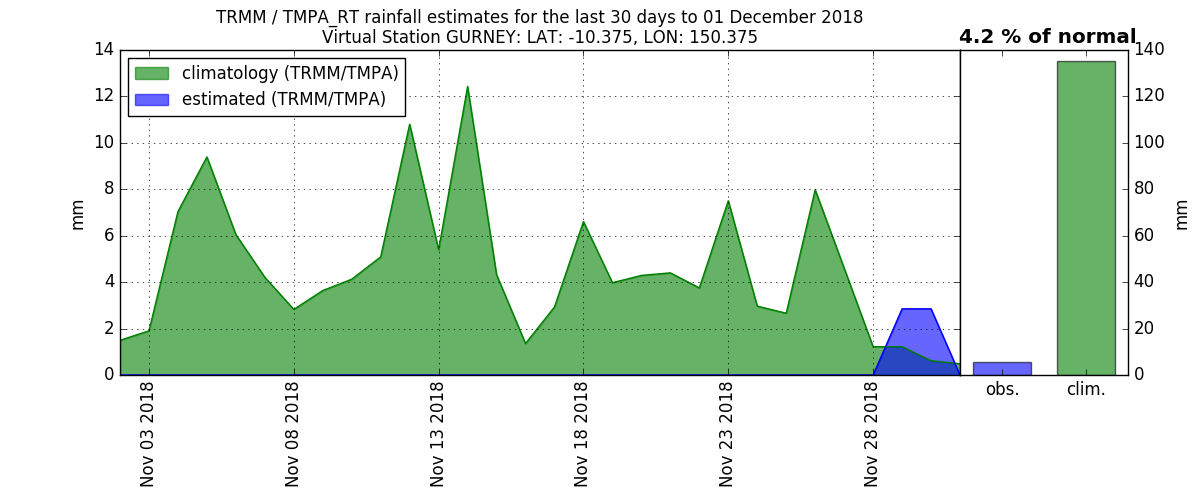 TRMM / TMPA_RT rainfall estimates for the last 30 days to 01 December 2018
Virtual Station GURNEY: LAT: -10.375, LON: 150.375
4.2 % of normal
climatology (TRMM/TMPA)
estimated (TRMM/TMPA)
14
12
10
8
6
4
2
0
mm
Nov 03 2018
Nov 08 2018
Nov 13 2018
Nov 18 2018
Nov 23 2018
Nov 28 2018
obs.
clim.
140
120
100
80
60
40
20
0
mm